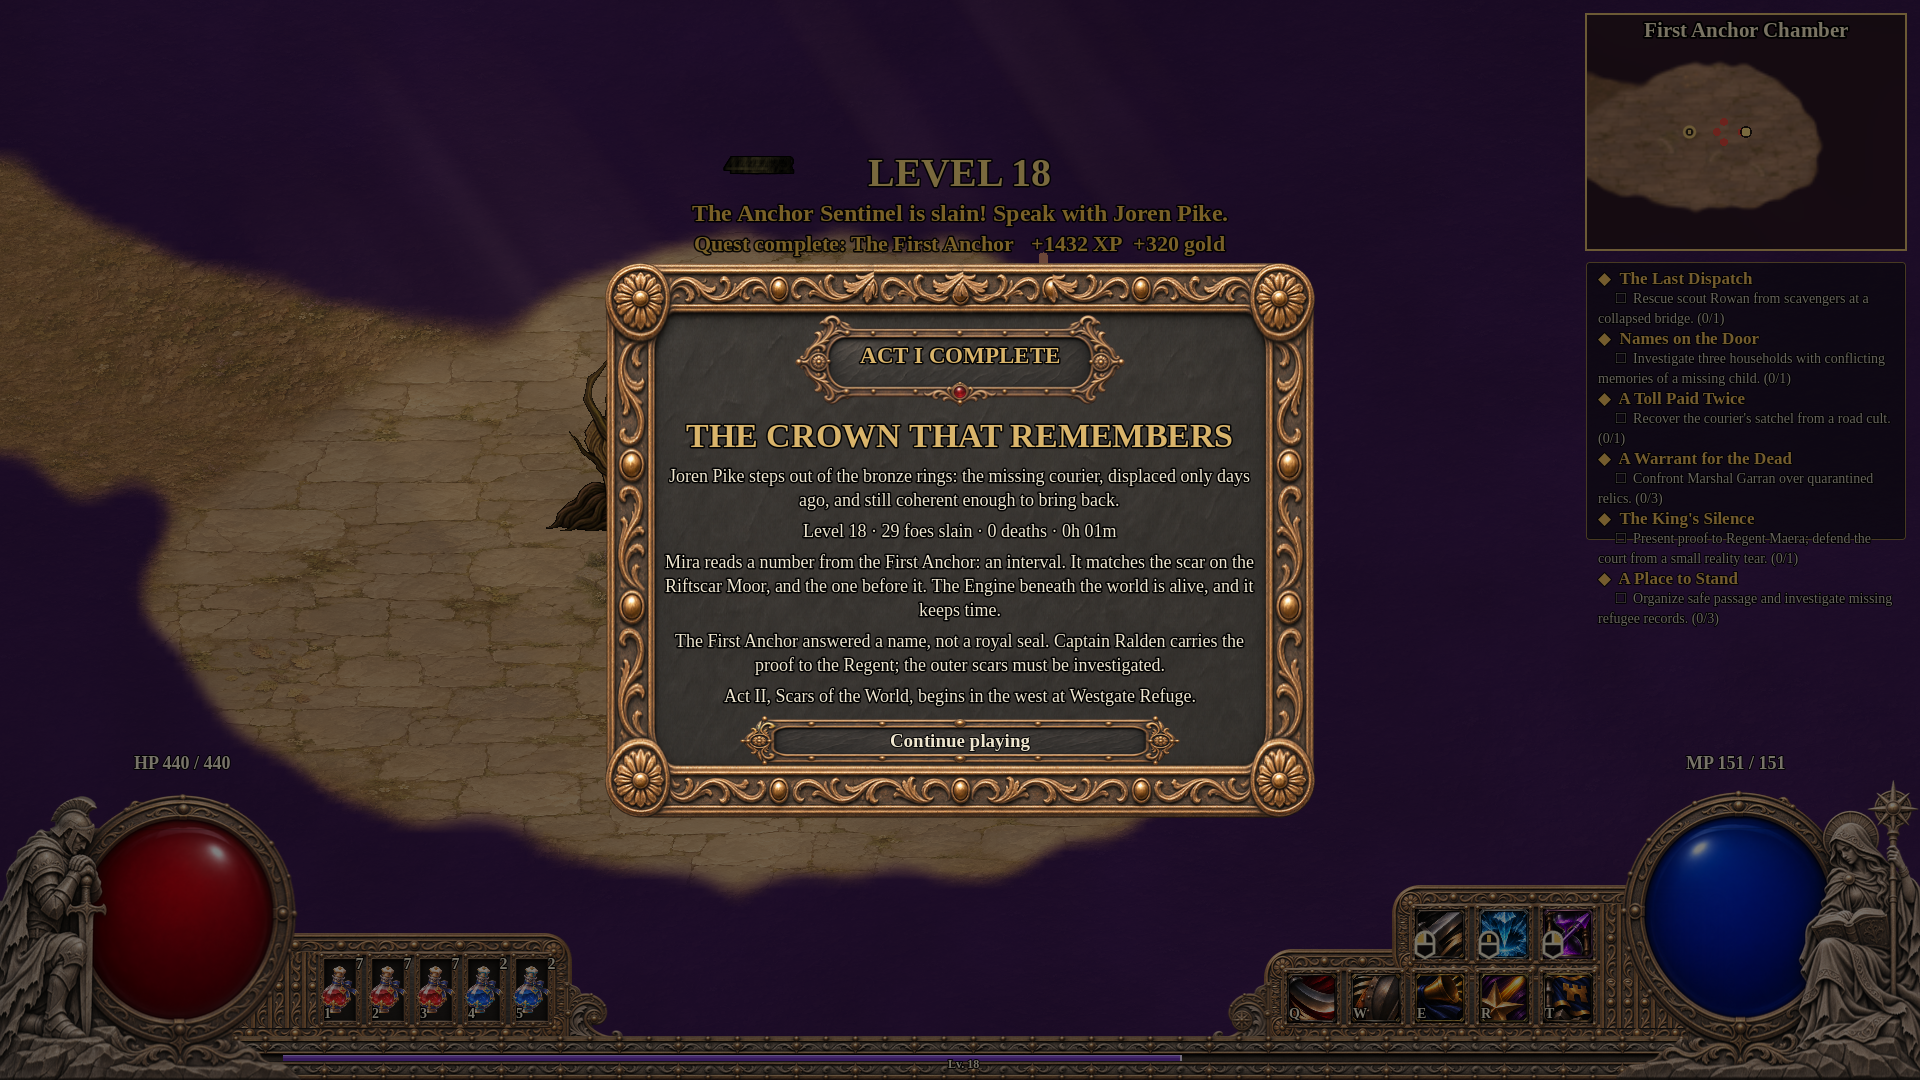 First Anchor Chamber
LEVEL 18
The Anchor Sentinel is slain! Speak with Joren Pike.
Quest complete: The First Anchor +1432 XP +320 gold
ACT I COMPLETE
THE CROWN THAT REMEMBERS
Joren Pike steps out of the bronze rings: the missing courier, displaced only days
ago, and still coherent enough to bring back.
Level 18 · 29 foes slain · 0 deaths · 0h 01m
Mira reads a number from the First Anchor: an interval. It matches the scar on the
Riftscar Moor, and the one before it. The Engine beneath the world is alive, and it
keeps time.
The First Anchor answered a name, not a royal seal. Captain Ralden carries the
proof to the Regent; the outer scars must be investigated.
Act II, Scars of the World, begins in the west at Westgate Refuge.
Continue playing
◆ The Last Dispatch
☐ Rescue scout Rowan from scavengers at a
collapsed bridge. (0/1)
◆ Names on the Door
☐ Investigate three households with conflicting
memories of a missing child. (0/1)
◆ A Toll Paid Twice
☐ Recover the courier's satchel from a road cult.
(0/1)
◆ A Warrant for the Dead
☐ Confront Marshal Garran over quarantined
relics. (0/3)
◆ The King's Silence
☐ Present proof to Regent Maera; defend the
court from a small reality tear. (0/1)
◆ A Place to Stand
☐ Organize safe passage and investigate missing
refugee records. (0/3)
HP 440 / 440
MP 151 / 151
7 7 7 2 2
1 2 3 4 5
Q W E R T
Lv. 18